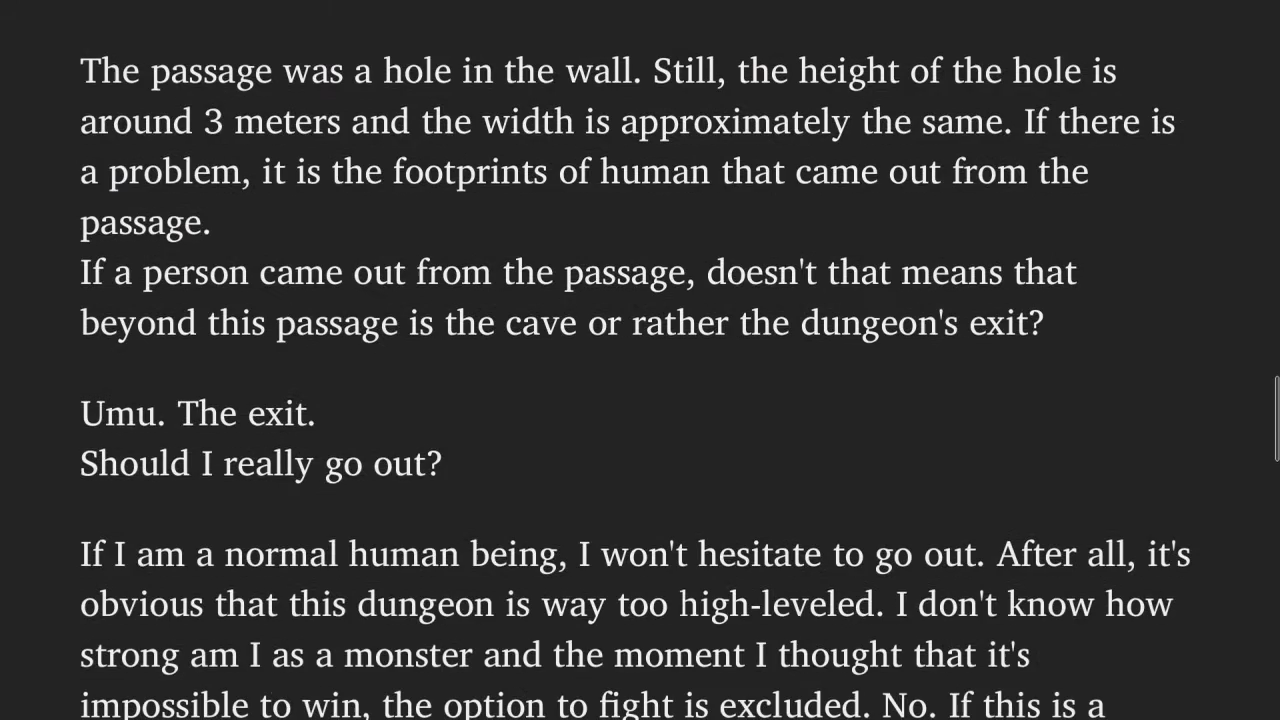 The passage was a hole in the wall. Still, the height of the hole is
around 3 meters and the width is approximately the same. If there is
a problem, it is the footprints of human that came out from the
passage.
If a person came out from the passage, doesn't that means that
beyond this passage is the cave or rather the dungeon's exit?
Umu. The exit.
Should I really go out?
If I am a normal human being, I won't hesitate to go out. After all, it's
obvious that this dungeon is way too high-leveled. I don't know how
strong am I as a monster and the moment I thought that it's
impossible to win, the option to fight is excluded. No. If this is a